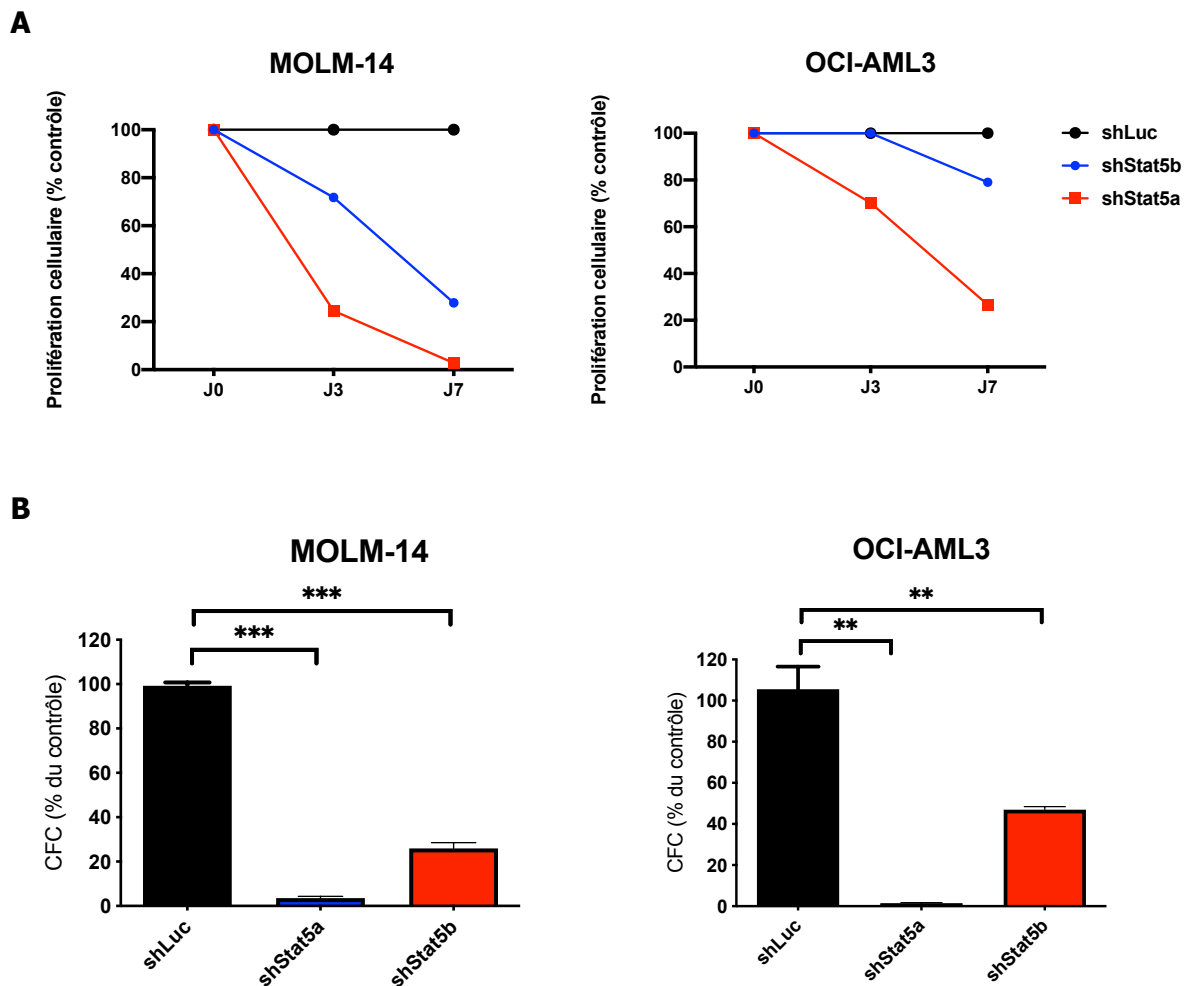 A
MOLM-14
Prolifération cellulaire (% contrôle)
100
80
60
40
20
0
J0
J3
J7
OCI-AML3
Prolifération cellulaire (% contrôle)
100
80
60
40
20
0
J0
J3
J7
shLuc
shStat5b
shStat5a
B
MOLM-14
***
***
CFC (% du contrôle)
120
100
80
60
40
20
0
shLuc
shStat5a
shStat5b
OCI-AML3
**
**
CFC (% du contrôle)
120
100
80
60
40
20
0
shLuc
shStat5a
shStat5b